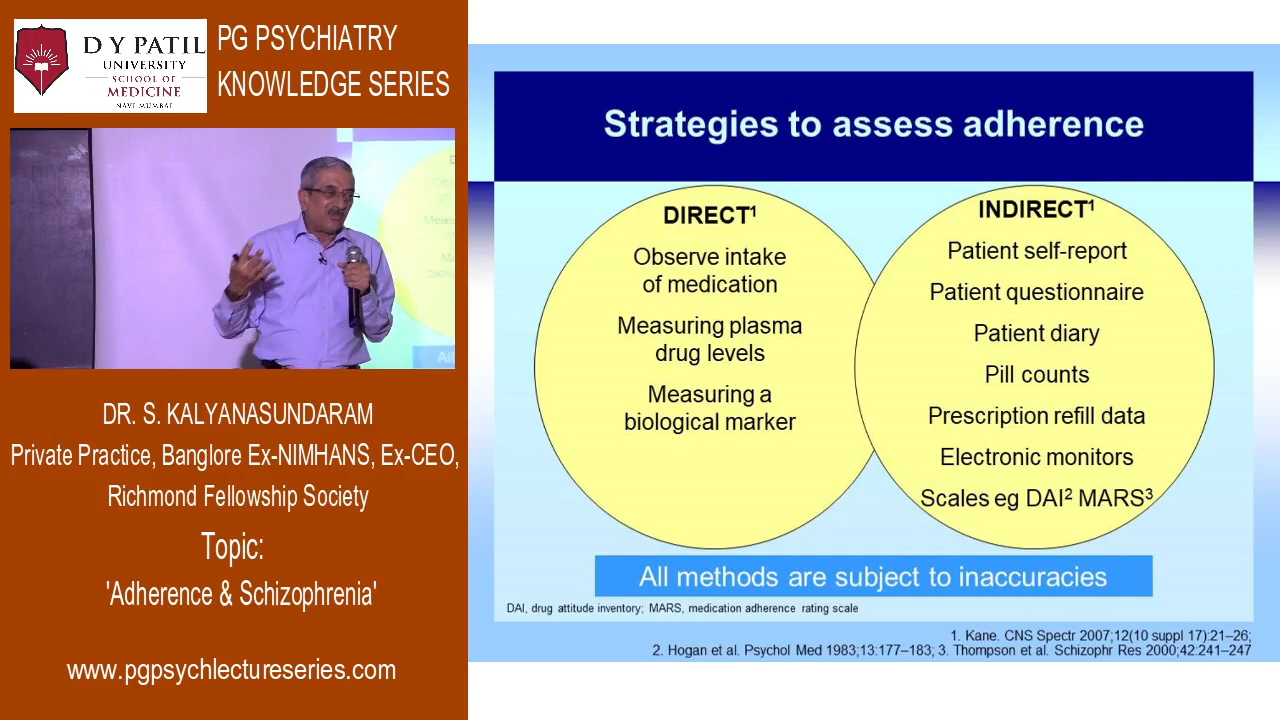 D Y PATIL
UNIVERSITY
SCHOOL OF
MEDICINE
NAVI MUMBAI
PG PSYCHIATRY
KNOWLEDGE SERIES
DR. S. KALYANASUNDARAM
Private Practice, Banglore Ex-NIMHANS, Ex-CEO,
Richmond Fellowship Society
Topic:
'Adherence & Schizophrenia'
www.pgpsychlectureseries.com
Strategies to assess adherence
DIRECT¹
Observe intake
of medication
Measuring plasma
drug levels
Measuring a
biological marker
INDIRECT¹
Patient self-report
Patient questionnaire
Patient diary
Pill counts
Prescription refill data
Electronic monitors
Scales eg DAI² MARS³
All methods are subject to inaccuracies
DAI, drug attitude inventory; MARS, medication adherence rating scale
1. Kane. CNS Spectr 2007;12(10 suppl 17):21–26;
2. Hogan et al. Psychol Med 1983;13:177–183; 3. Thompson et al. Schizophr Res 2000;42:241–247